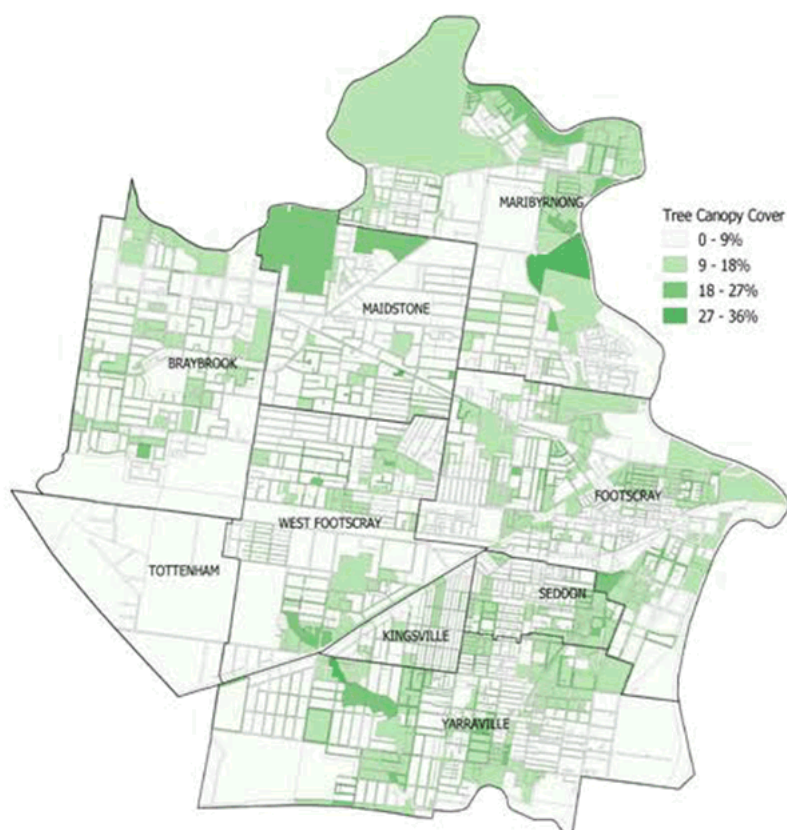 MARIBYRNONG
Tree Canopy Cover
0 - 9%
9 - 18%
18 - 27%
27 - 36%
MAIDSTONE
BRAYBROOK
FOOTSCRAY
WEST FOOTSCRAY
TOTTENHAM
SEDDON
KINGSVILLE
YARRAVILLE